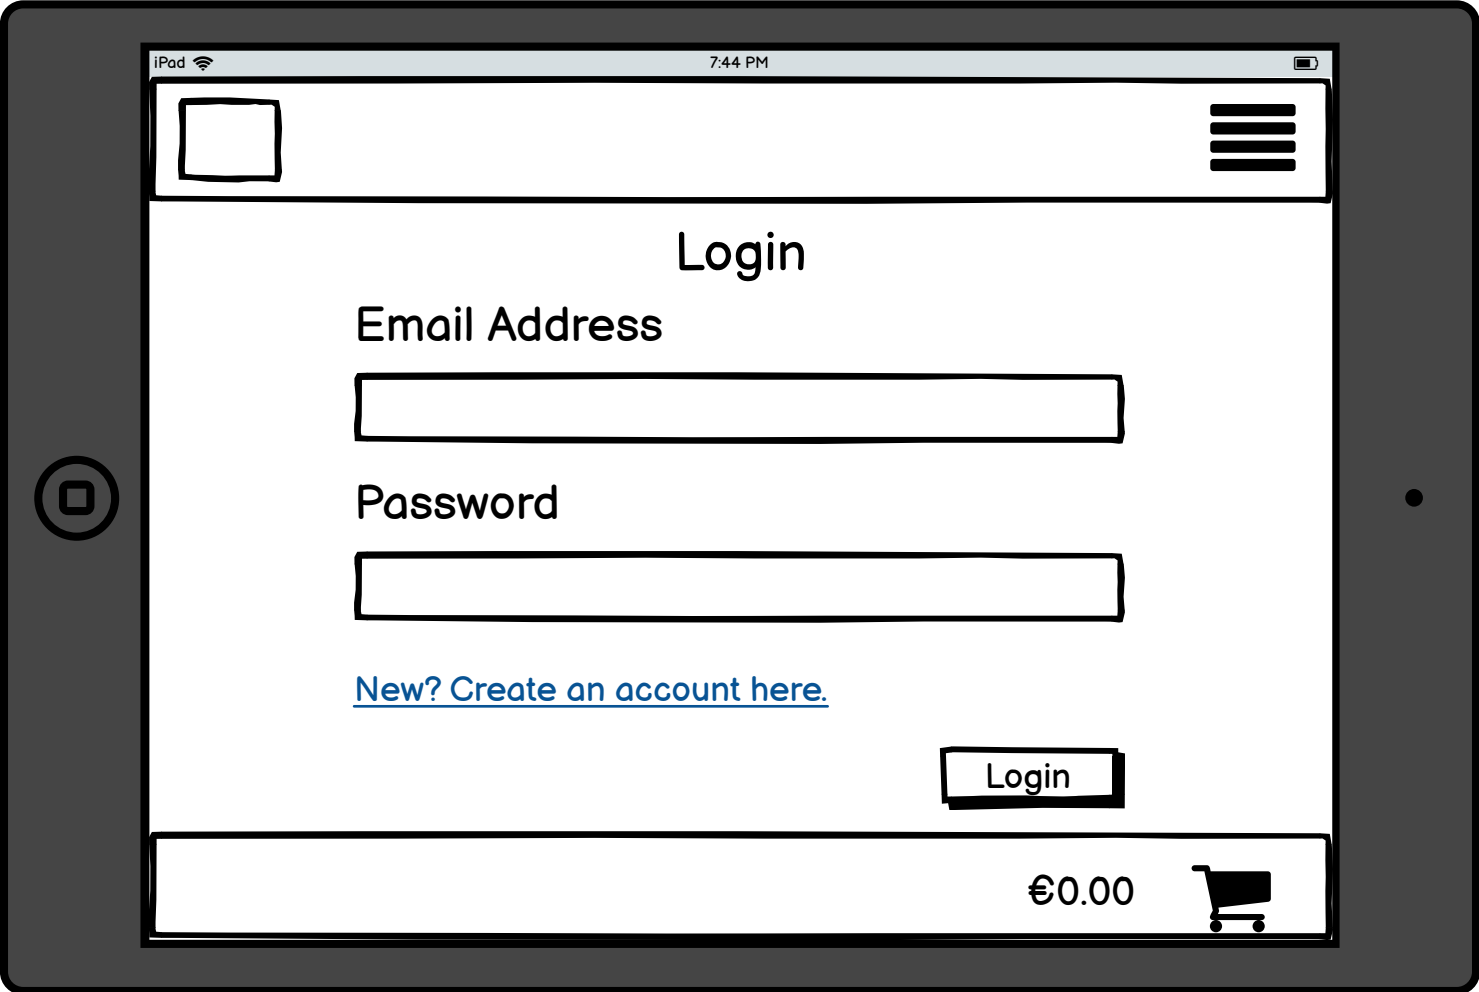 iPad 7:44 PM
Login
Email Address
Password
New? Create an account here.
Login
€0.00